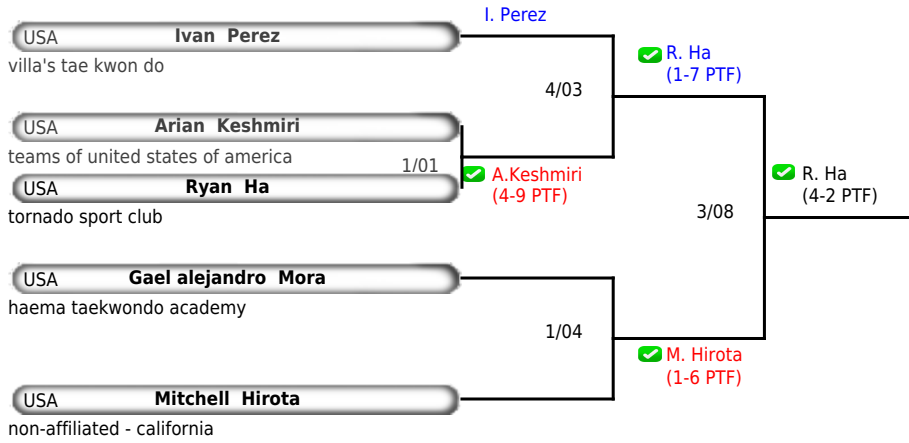 I. Perez
USA Ivan Perez
villa's tae kwon do
R. Ha
(1-7 PTF)
4/03
USA Arian Keshmiri
teams of united states of america
1/01
A.Keshmiri
(4-9 PTF)
R. Ha
(4-2 PTF)
USA Ryan Ha
tornado sport club
3/08
USA Gael alejandro Mora
haema taekwondo academy
1/04
M. Hirota
(1-6 PTF)
USA Mitchell Hirota
non-affiliated - california